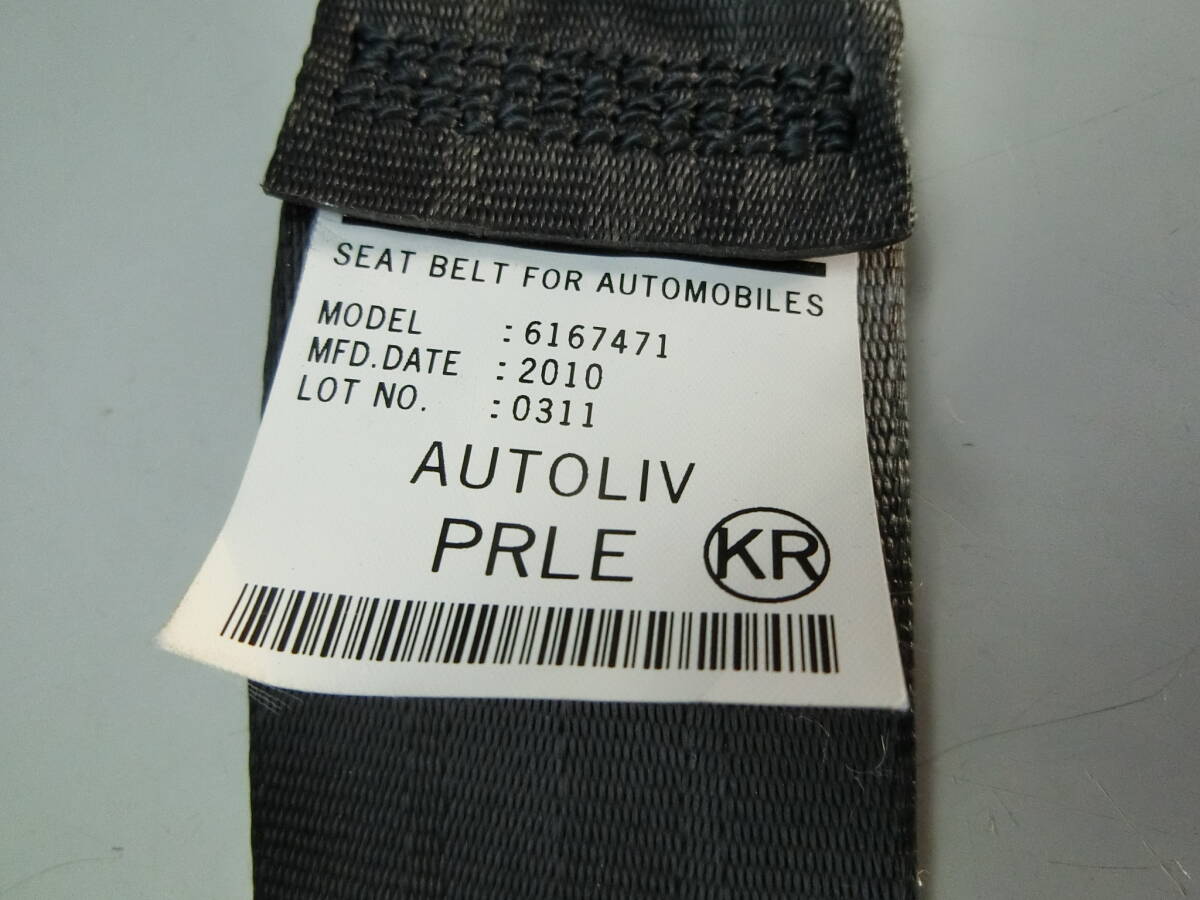 SEAT BELT FOR AUTOMOBILES
MODEL : 6167471
MFD.DATE : 2010
LOT NO. : 0311
AUTOLIV
PRLE KR